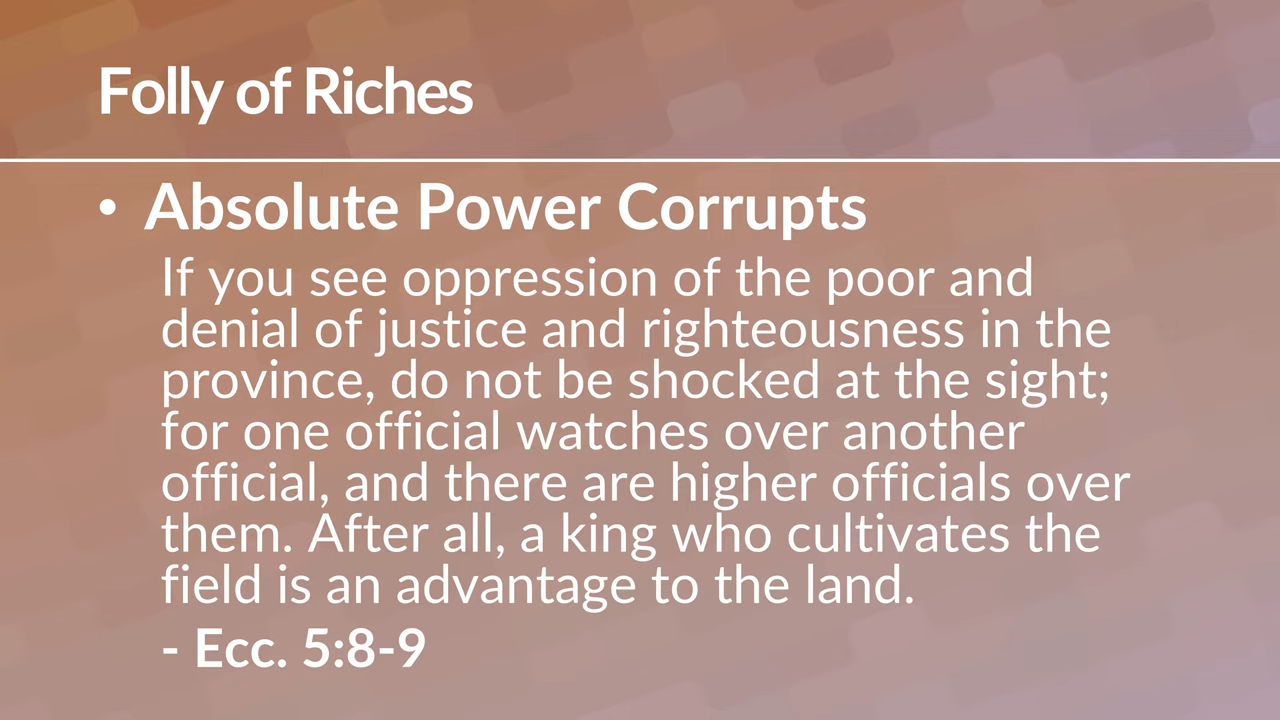 Folly of Riches
• Absolute Power Corrupts
If you see oppression of the poor and
denial of justice and righteousness in the
province, do not be shocked at the sight;
for one official watches over another
official, and there are higher officials over
them. After all, a king who cultivates the
field is an advantage to the land.
- Ecc. 5:8-9